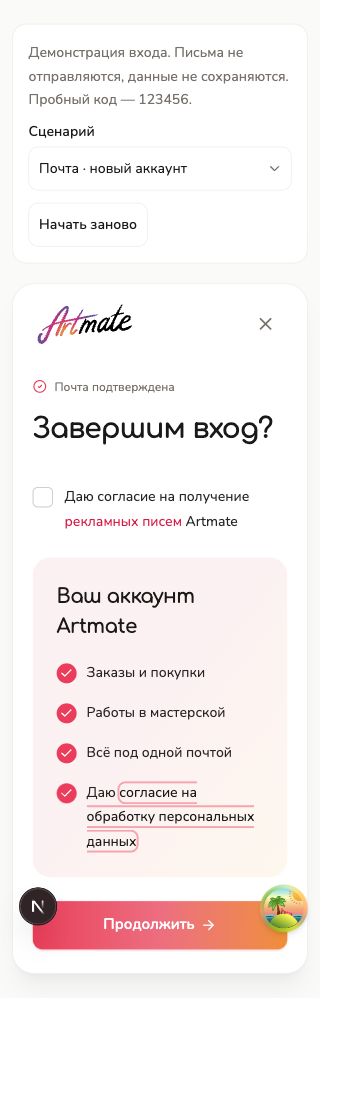 Демонстрация входа. Письма не
отправляются, данные не сохраняются.
Пробный код — 123456.
Сценарий
Почта · новый аккаунт
Начать заново
Artmate
Почта подтверждена
Завершим вход?
Даю согласие на получение
рекламных писем Artmate
Ваш аккаунт
Artmate
Заказы и покупки
Работы в мастерской
Всё под одной почтой
Даю согласие на
обработку персональных
данных
N
Продолжить →